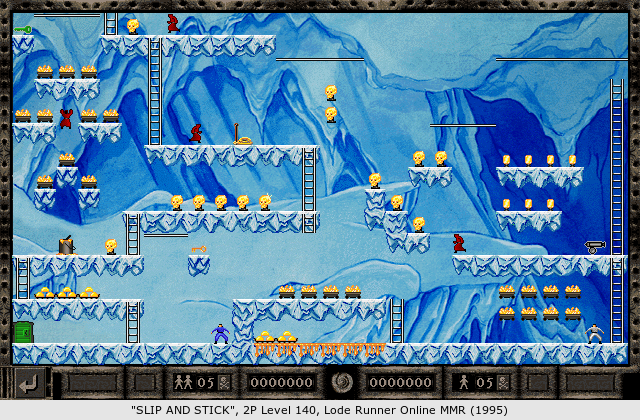 05 0000000 0000000 05
"SLIP AND STICK", 2P Level 140, Lode Runner Online MMR (1995)